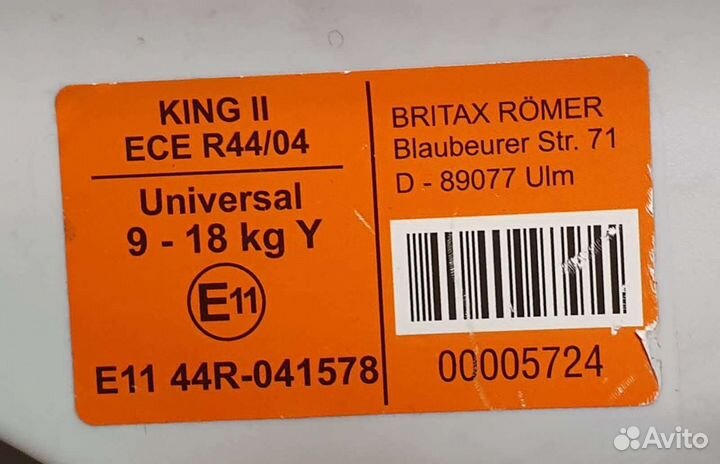 KING II
ECE R44/04
Universal
9 - 18 kg Y
E11
E11 44R-041578
BRITAX RÖMER
Blaubeurer Str. 71
D - 89077 Ulm
00005724
Avito